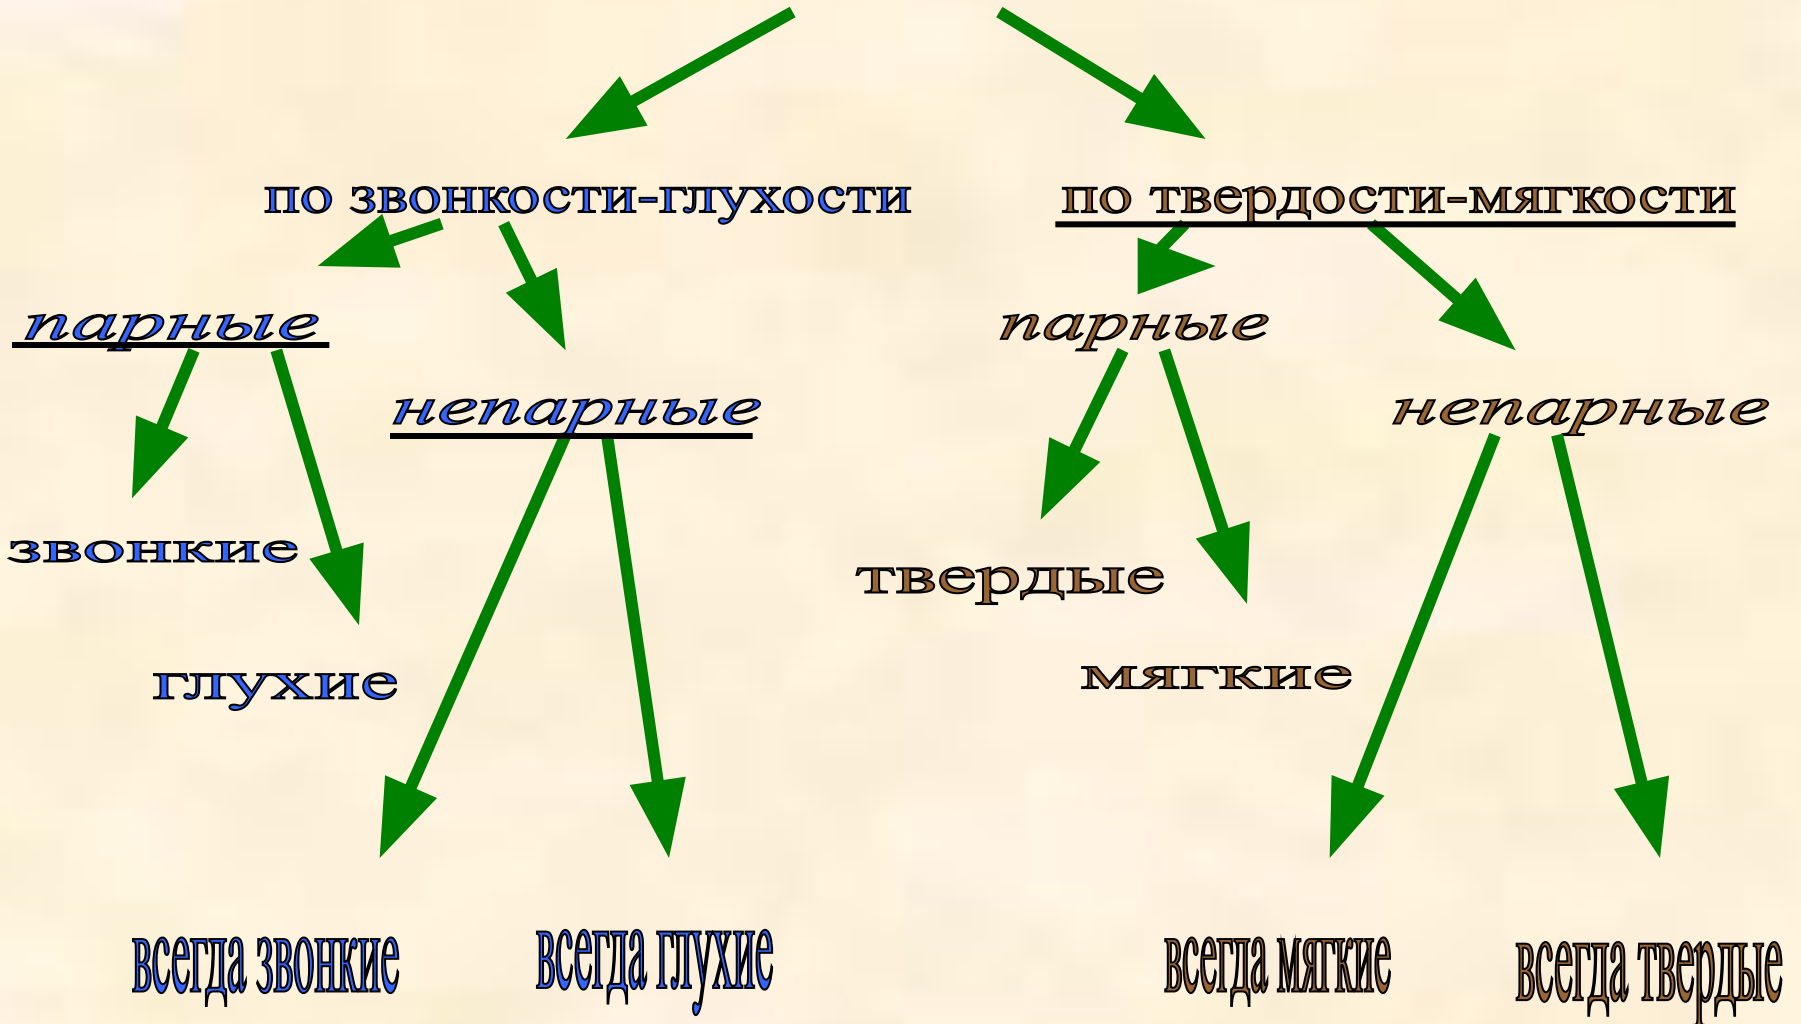 по звонкости-глухости
по твердости-мягкости
парные
парные
непарные
непарные
звонкие
твердые
глухие
мягкие
всегда звонкие
всегда глухие
всегда мягкие
всегда твердые